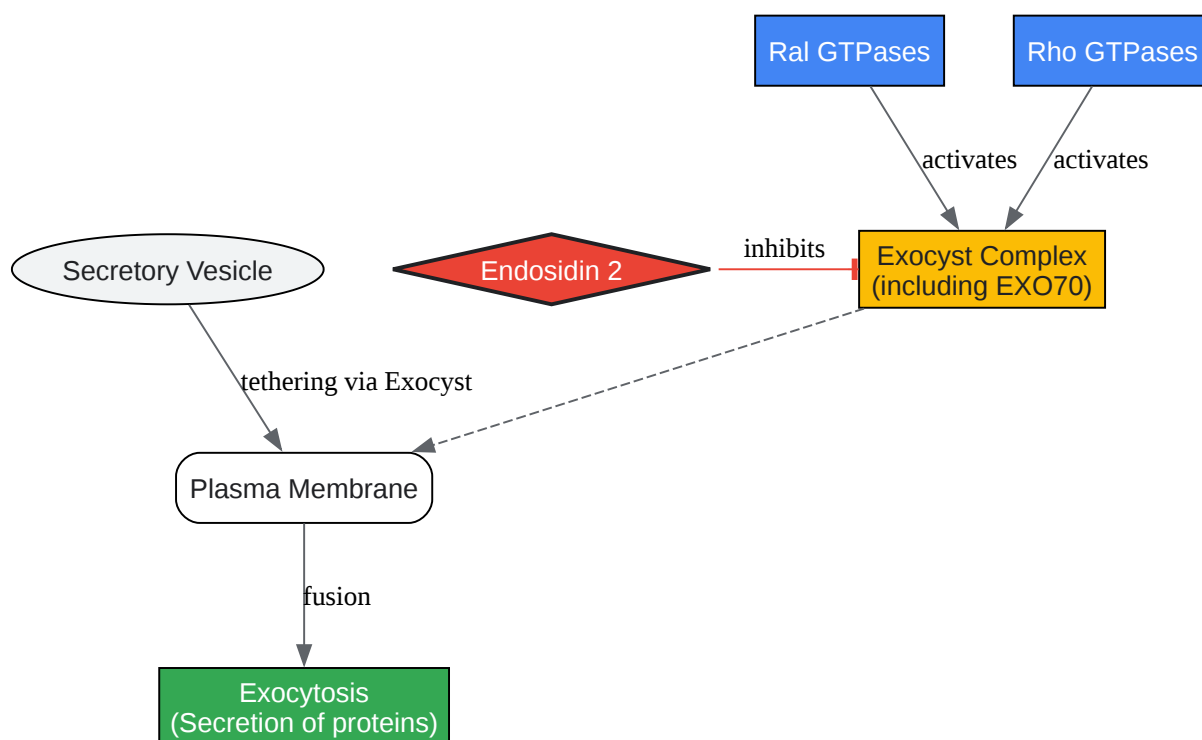 Ral GTPases
Rho GTPases
activates
activates
Secretory Vesicle
Endosidin 2
inhibits
Exocyst Complex
(including EXO70)
tethering via Exocyst
Plasma Membrane
fusion
Exocytosis
(Secretion of proteins)